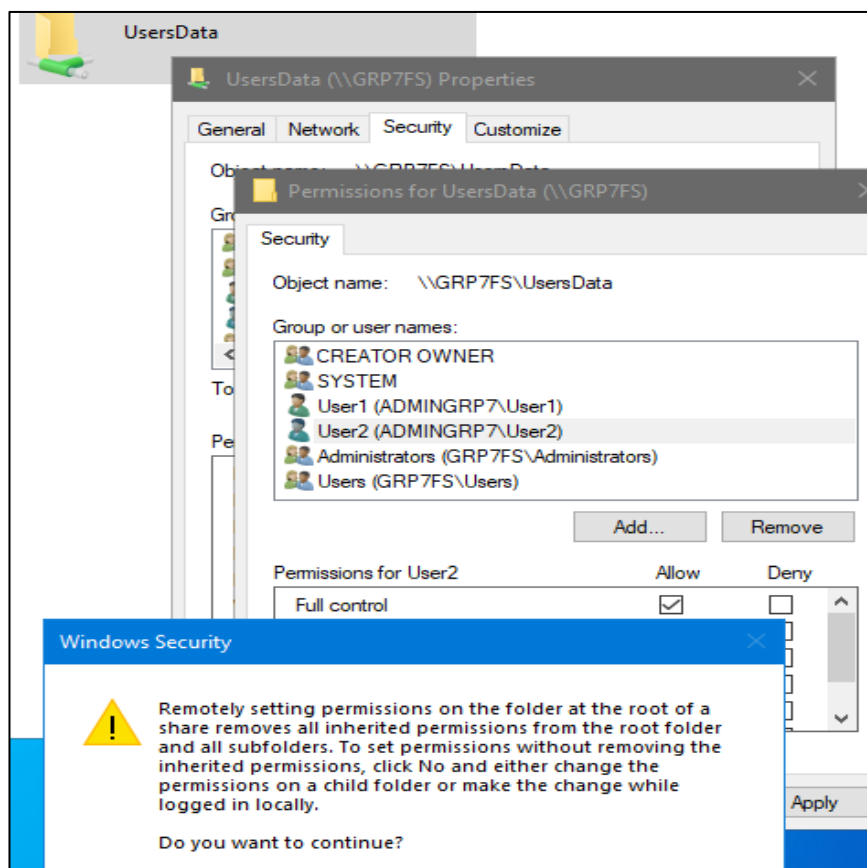 UsersData
UsersData (\\GRP7FS) Properties
General Network Security Customize
Permissions for UsersData (\\GRP7FS)
Security
Object name: \\GRP7FS\UsersData
Group or user names:
CREATOR OWNER
SYSTEM
User1 (ADMINGRP7\User1)
User2 (ADMINGRP7\User2)
Administrators (GRP7FS\Administrators)
Users (GRP7FS\Users)
To
Pe
Add... Remove
Permissions for User2 Allow Deny
Full control
Windows Security
Remotely setting permissions on the folder at the root of a
share removes all inherited permissions from the root folder
and all subfolders. To set permissions without removing the
inherited permissions, click No and either change the
permissions on a child folder or make the change while
logged in locally.
Do you want to continue?
Apply